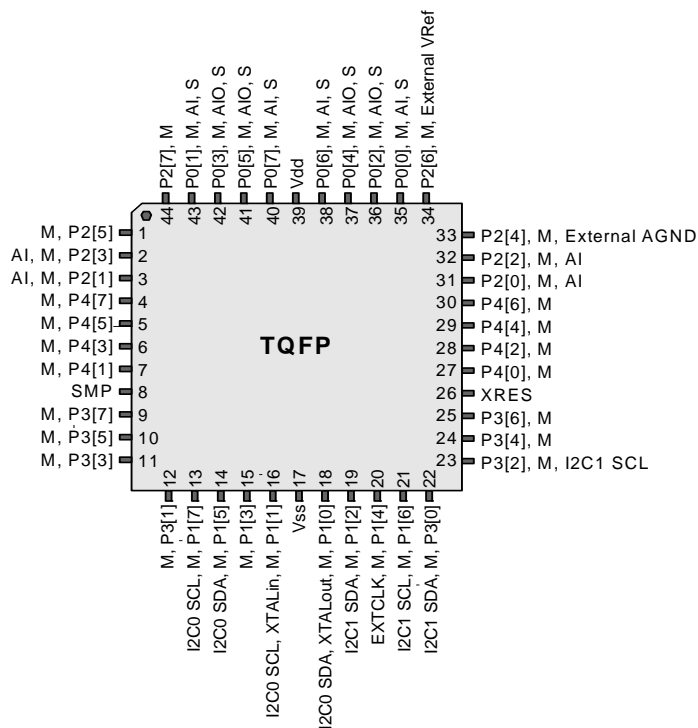 P2[7], M
P0[1], M, AI, S
P0[3], M, AIO, S
P0[5], M, AIO, S
P0[7], M, AI, S
Vdd
P0[6], M, AI, S
P0[4], M, AIO, S
P0[2], M, AIO, S
P0[0], M, AI, S
P2[6], M, External VRef
44
43
42
41
40
39
38
37
36
35
34
M, P2[5] 1
AI, M, P2[3] 2
AI, M, P2[1] 3
M, P4[7] 4
M, P4[5] 5
M, P4[3] 6
M, P4[1] 7
SMP 8
M, P3[7] 9
M, P3[5] 10
M, P3[3] 11
TQFP
33 P2[4], M, External AGND
32 P2[2], M, AI
31 P2[0], M, AI
30 P4[6], M
29 P4[4], M
28 P4[2], M
27 P4[0], M
26 XRES
25 P3[6], M
24 P3[4], M
23 P3[2], M, I2C1 SCL
12
13
14
15
16
17
18
19
20
21
22
M, P3[1]
I2C0 SCL, M, P1[7]
I2C0 SDA, M, P1[5]
M, P1[3]
I2C0 SCL, XTALin, M, P1[1]
Vss
I2C0 SDA, XTALout, M, P1[0]
I2C1 SDA, M, P1[2]
EXTCLK, M, P1[4]
I2C1 SCL, M, P1[6]
I2C1 SDA, M, P3[0]